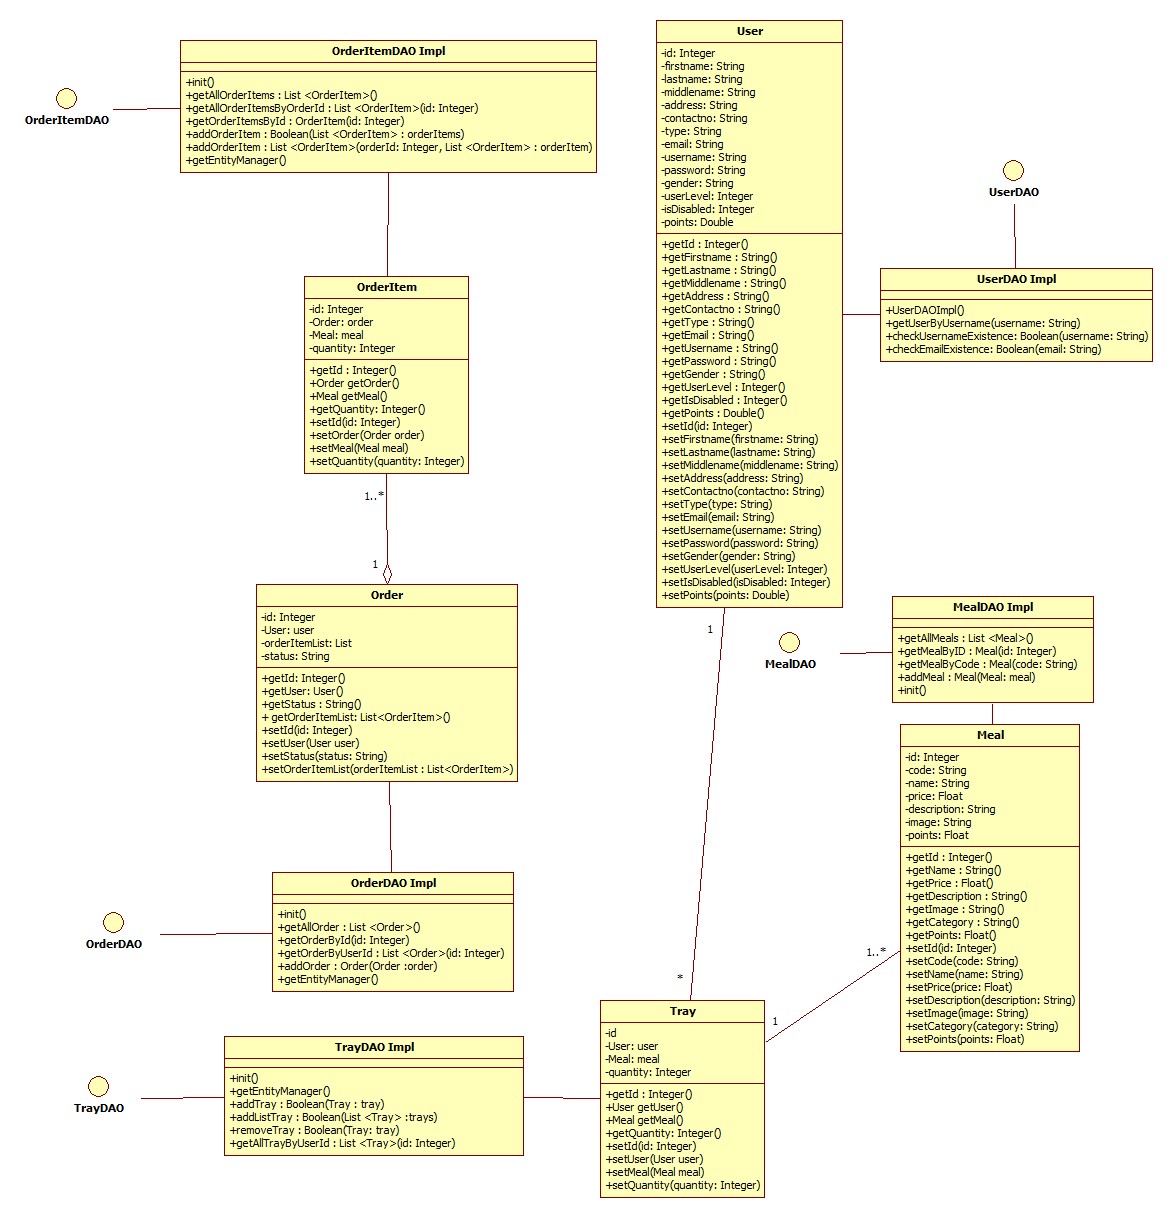 OrderItemDAO Impl
+init()
+getAllOrderItems : List <OrderItem>()
+getAllOrderItemsByOrderId : List <OrderItem>(id: Integer)
+getOrderItemsById : OrderItem(id: Integer)
+addOrderItem : Boolean(List <OrderItem> : orderItems)
+addOrderItem : List <OrderItem>(orderId: Integer, List <OrderItem> : orderItem)
+getEntityManager()
OrderItemDAO
OrderItem
-id: Integer
-Order: order
-Meal: meal
-quantity: Integer
+getId : Integer()
+Order getOrder()
+Meal getMeal()
+getQuantity: Integer()
+setId(id: Integer)
+setOrder(Order order)
+setMeal(Meal meal)
+setQuantity(quantity: Integer)
1..*
1
Order
-id: Integer
-User: user
-orderItemList: List
-status: String
+getId: Integer()
+getUser: User()
+getStatus : String()
+ getOrderItemList: List<OrderItem>()
+setId(id: Integer)
+setUser(User user)
+setStatus(status: String)
+setOrderItemList(orderItemList : List<OrderItem>)
OrderDAO Impl
+init()
+getAllOrder : List <Order>()
+getOrderById(id: Integer)
+getOrderByUserId : List <Order>(id: Integer)
+addOrder : Order(Order :order)
+getEntityManager()
OrderDAO
TrayDAO Impl
+init()
+getEntityManager()
+addTray : Boolean(Tray : tray)
+addListTray : Boolean(List <Tray> :trays)
+removeTray : Boolean(Tray: tray)
+getAllTrayByUserId : List <Tray>(id: Integer)
TrayDAO
User
-id: Integer
-firstname: String
-lastname: String
-middlename: String
-address: String
-contactno: String
-type: String
-email: String
-username: String
-password: String
-gender: String
-userLevel: Integer
-isDisabled: Integer
-points: Double
+getId : Integer()
+getFirstname : String()
+getLastname : String()
+getMiddlename : String()
+getAddress : String()
+getContactno : String()
+getType : String()
+getEmail : String()
+getUsername : String()
+getPassword : String()
+getGender : String()
+getUserLevel : Integer()
+getIsDisabled : Integer()
+getPoints : Double()
+setId(id: Integer)
+setFirstname(firstname: String)
+setLastname(lastname: String)
+setMiddlename(middlename: String)
+setAddress(address: String)
+setContactno(contactno: String)
+setType(type: String)
+setEmail(email: String)
+setUsername(username: String)
+setPassword(password: String)
+setGender(gender: String)
+setUserLevel(userLevel: Integer)
+setIsDisabled(isDisabled: Integer)
+setPoints(points: Double)
1
*
UserDAO
UserDAO Impl
+UserDAOImpl()
+getUserByUsername(username: String)
+checkUsernameExistence: Boolean(username: String)
+checkEmailExistence: Boolean(email: String)
MealDAO
MealDAO Impl
+getAllMeals : List <Meal>()
+getMealByID : Meal(id: Integer)
+getMealByCode : Meal(code: String)
+addMeal : Meal(Meal: meal)
+init()
Meal
-id: Integer
-code: String
-name: String
-price: Float
-description: String
-image: String
-points: Float
+getId : Integer()
+getName : String()
+getPrice : Float()
+getDescription : String()
+getImage : String()
+getCategory : String()
+getPoints: Float()
+setId(id: Integer)
+setCode(code: String)
+setName(name: String)
+setPrice(price: Float)
+setDescription(description: String)
+setImage(image: String)
+setCategory(category: String)
+setPoints(points: Float)
1..*
1
Tray
-id
-User: user
-Meal: meal
-quantity: Integer
+getId : Integer()
+User getUser()
+Meal getMeal()
+getQuantity: Integer()
+setId(id: Integer)
+setUser(User user)
+setMeal(Meal meal)
+setQuantity(quantity: Integer)